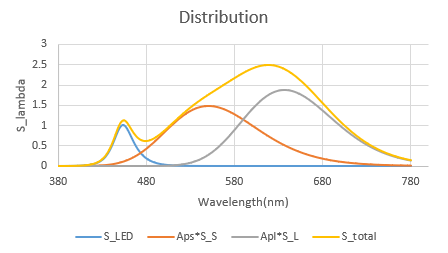 Distribution
3
2.5
2
1.5
1
0.5
0
S_lambda
380 480 580 680 780
Wavelength(nm)
S_LED Aps*S_S Apl*S_L S_total